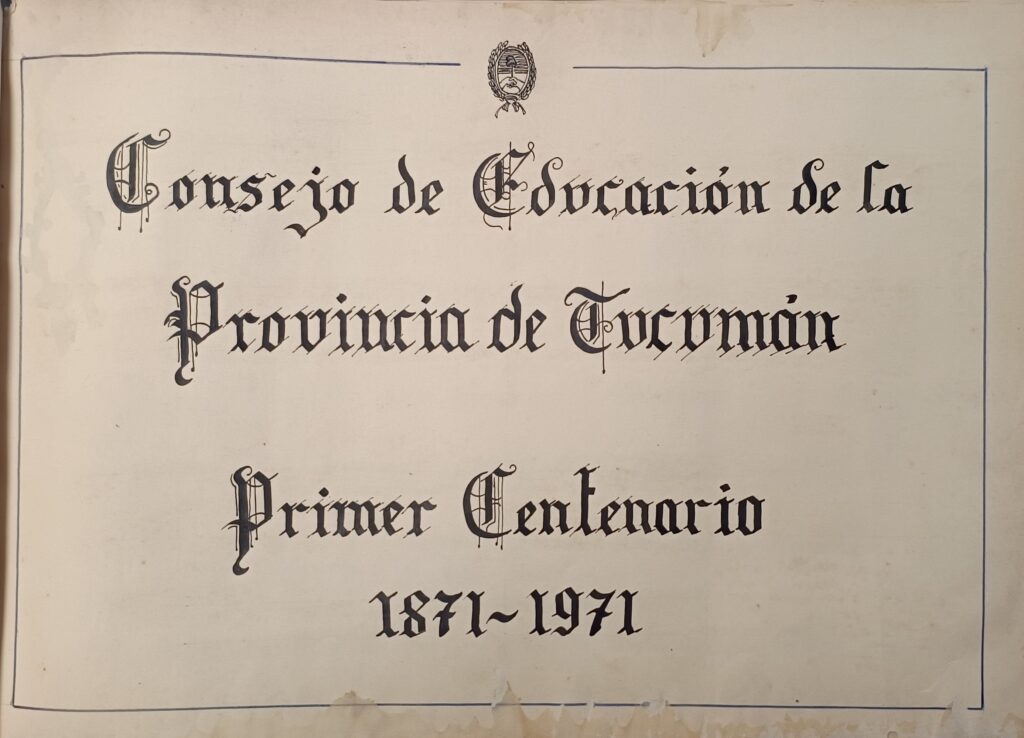 Consejo de Educación de la
Provincia de Tucumán
Primer Centenario
1871~1971